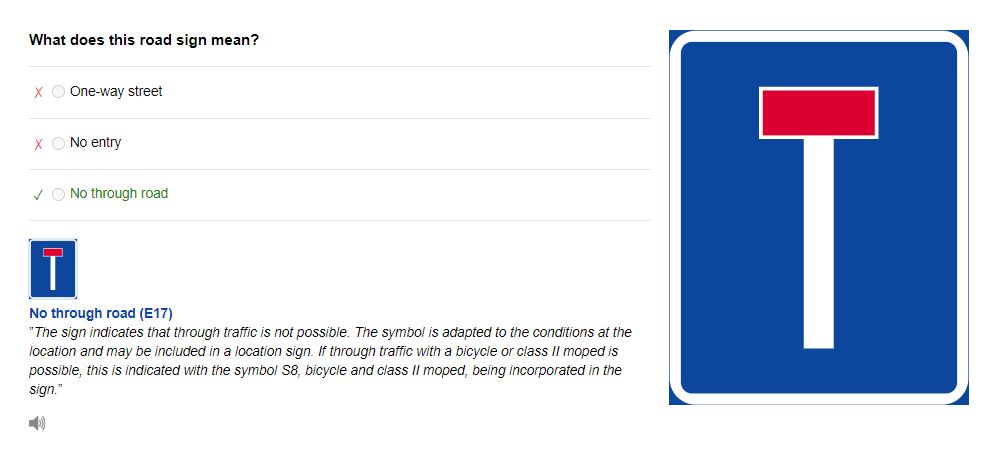 What does this road sign mean?
One-way street
No entry
No through road
No through road (E17)
"The sign indicates that through traffic is not possible. The symbol is adapted to the conditions at the
location and may be included in a location sign. If through traffic with a bicycle or class II moped is
possible, this is indicated with the symbol S8, bicycle and class II moped, being incorporated in the
sign."